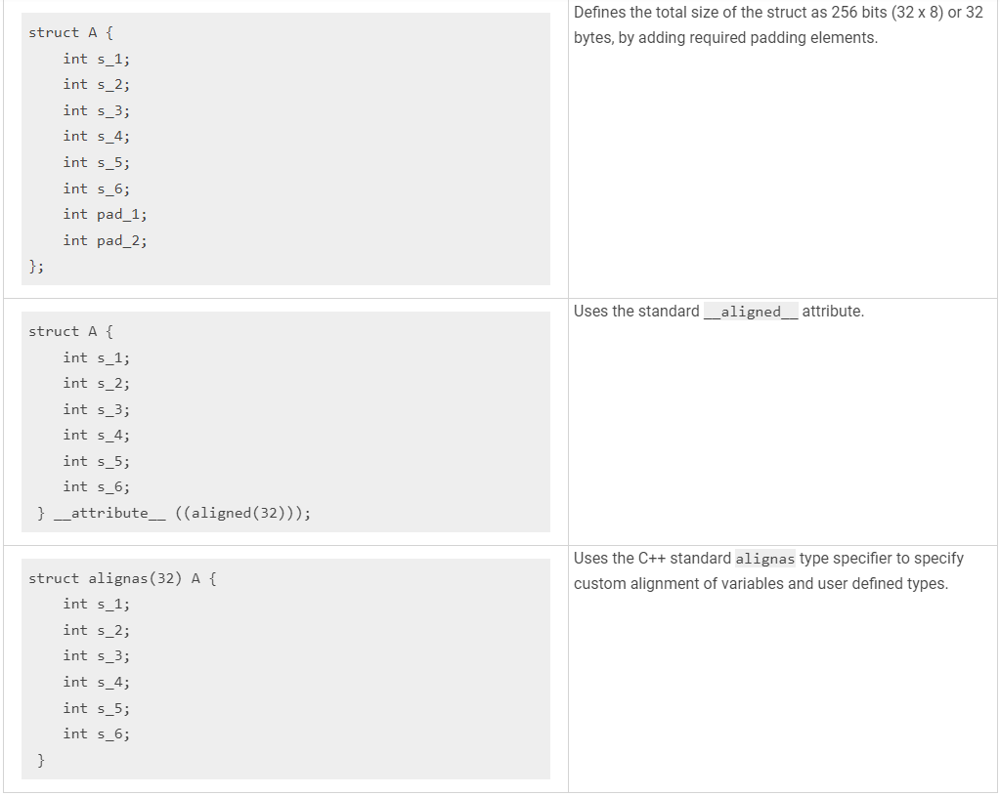 struct A {
    int s_1;
    int s_2;
    int s_3;
    int s_4;
    int s_5;
    int s_6;
    int pad_1;
    int pad_2;
};
Defines the total size of the struct as 256 bits (32 x 8) or 32
bytes, by adding required padding elements.
struct A {
    int s_1;
    int s_2;
    int s_3;
    int s_4;
    int s_5;
    int s_6;
 } __attribute__ ((aligned(32)));
Uses the standard __aligned__ attribute.
struct alignas(32) A {
    int s_1;
    int s_2;
    int s_3;
    int s_4;
    int s_5;
    int s_6;
 }
Uses the C++ standard alignas type specifier to specify
custom alignment of variables and user defined types.